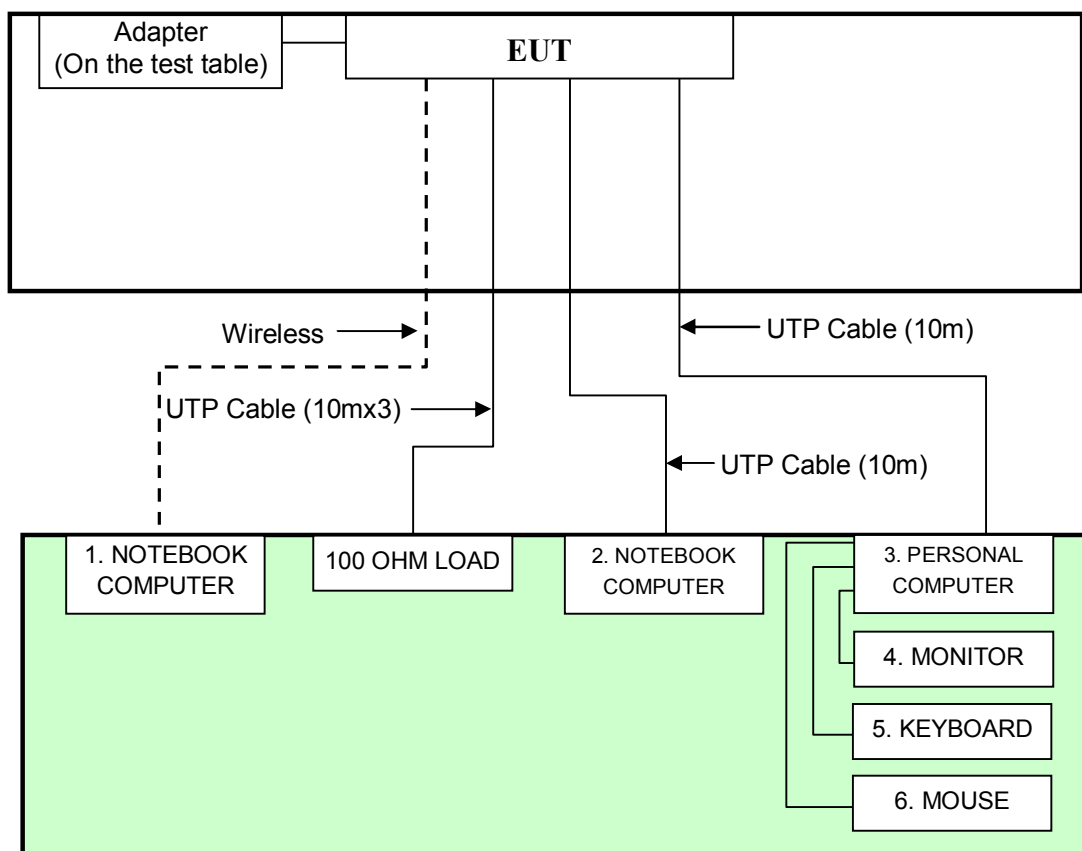 Adapter
(On the test table)
EUT
Wireless
UTP Cable (10m)
UTP Cable (10mx3)
UTP Cable (10m)
1. NOTEBOOK
COMPUTER
100 OHM LOAD
2. NOTEBOOK
COMPUTER
3. PERSONAL
COMPUTER
4. MONITOR
5. KEYBOARD
6. MOUSE